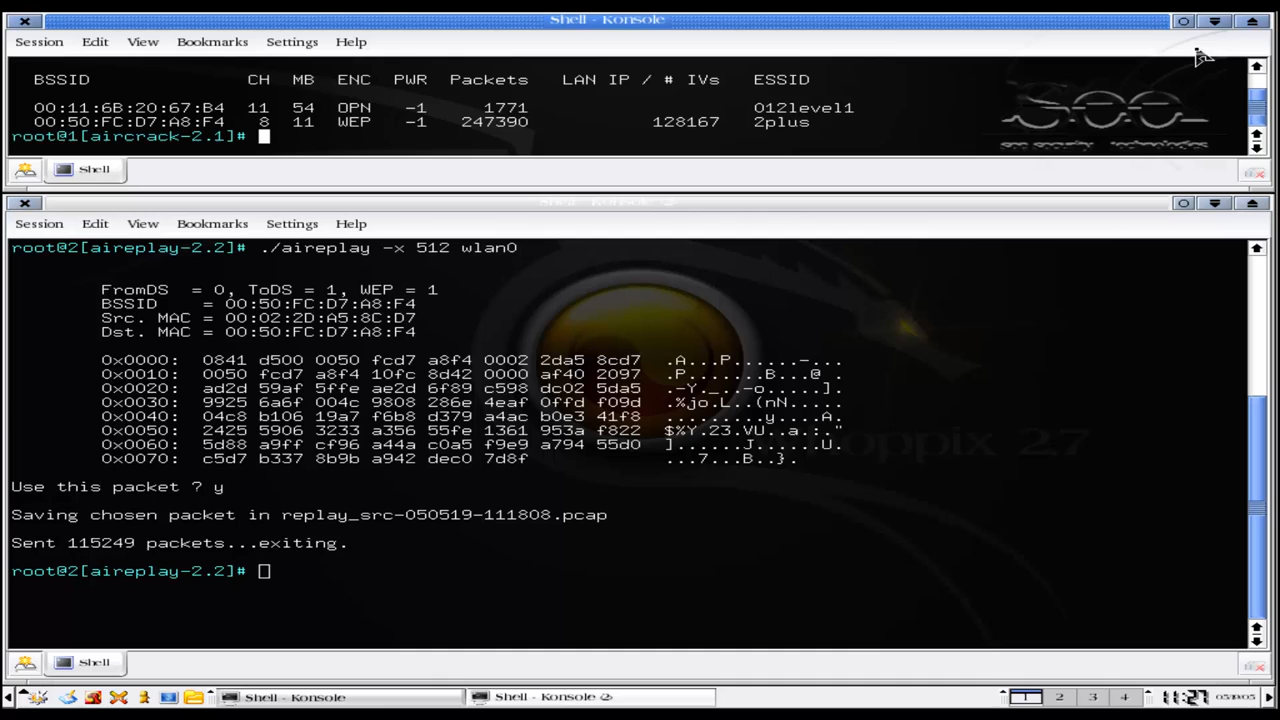 Shell - Konsole
Session Edit View Bookmarks Settings Help
BSSID CH MB ENC PWR Packets LAN IP / # IVs ESSID
00:11:6B:20:67:B4 11 54 OPN -1 1771 012level1
00:50:FC:D7:A8:F4 8 11 WEP -1 247390 128167 2plus
root@1[aircrack-2.1]#
Shell
Session Edit View Bookmarks Settings Help
root@2[aireplay-2.2]# ./aireplay -x 512 wlan0
FromDS = 0, ToDS = 1, WEP = 1
BSSID = 00:50:FC:D7:A8:F4
Src. MAC = 00:02:2D:A5:8C:D7
Dst. MAC = 00:50:FC:D7:A8:F4
0x0000: 0841 d500 0050 fcd7 a8f4 0002 2da5 8cd7 .A...P......-...
0x0010: 0050 fcd7 a8f4 10fc 8d42 0000 af40 2097 .P.......B...@ .
0x0020: ad2d 59af 5ffe ae2d 6f89 c598 dc02 5da5 .-Y._..-o.....].
0x0030: 9925 6a6f 004c 9808 286e 4eaf 0ffd f09d .%jo.L..(nN.....
0x0040: 04c8 b106 19a7 f6b8 d379 a4ac b0e3 41f8 .........y....A.
0x0050: 2425 5906 3233 a356 55fe 1361 953a f822 $%Y.23.VU..a.:."
0x0060: 5d88 a9ff cf96 a44a c0a5 f9e9 a794 55d0 ]......J......U.
0x0070: c5d7 b337 8b9b a942 dec0 7d8f ...7...B..}.
Use this packet ? y
Saving chosen packet in replay_src-050519-111808.pcap
Sent 115249 packets...exiting.
root@2[aireplay-2.2]#
oppix 2.7
Shell
Shell - Konsole Shell - Konsole 1 2 3 4 11:27